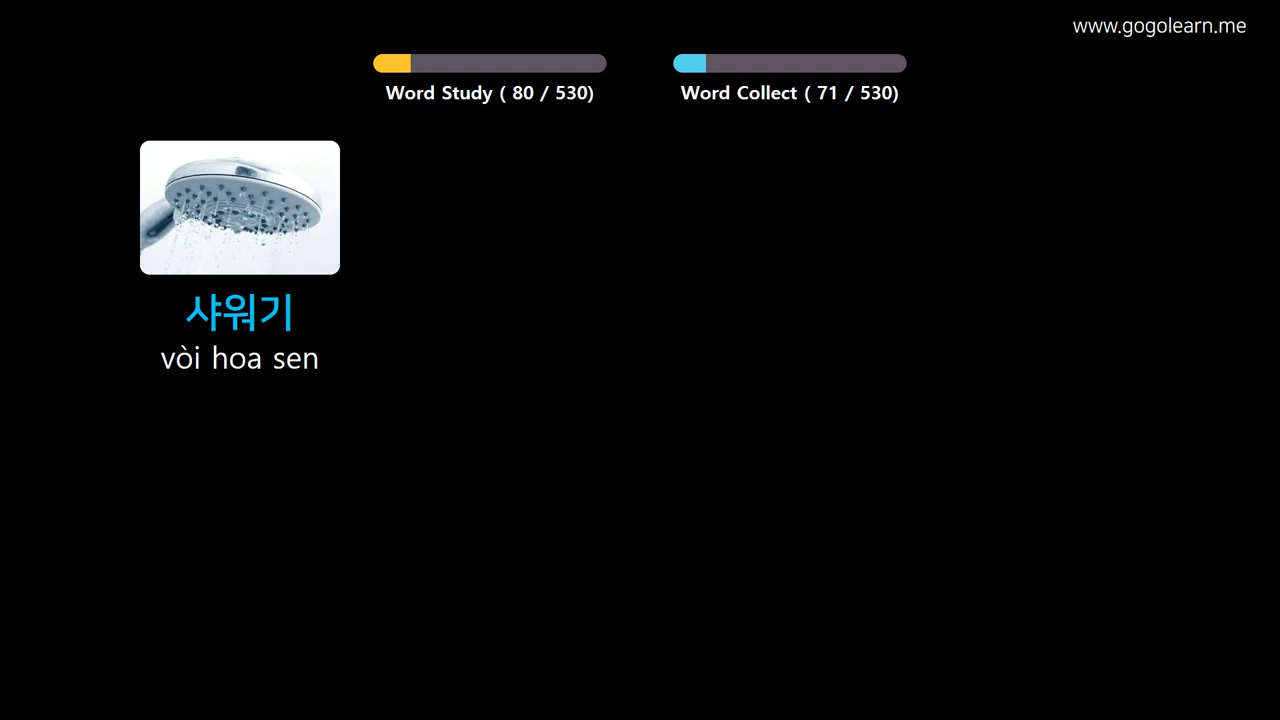 www.gogolearn.me
Word Study ( 80 / 530)
Word Collect ( 71 / 530)
샤워기
vòi hoa sen